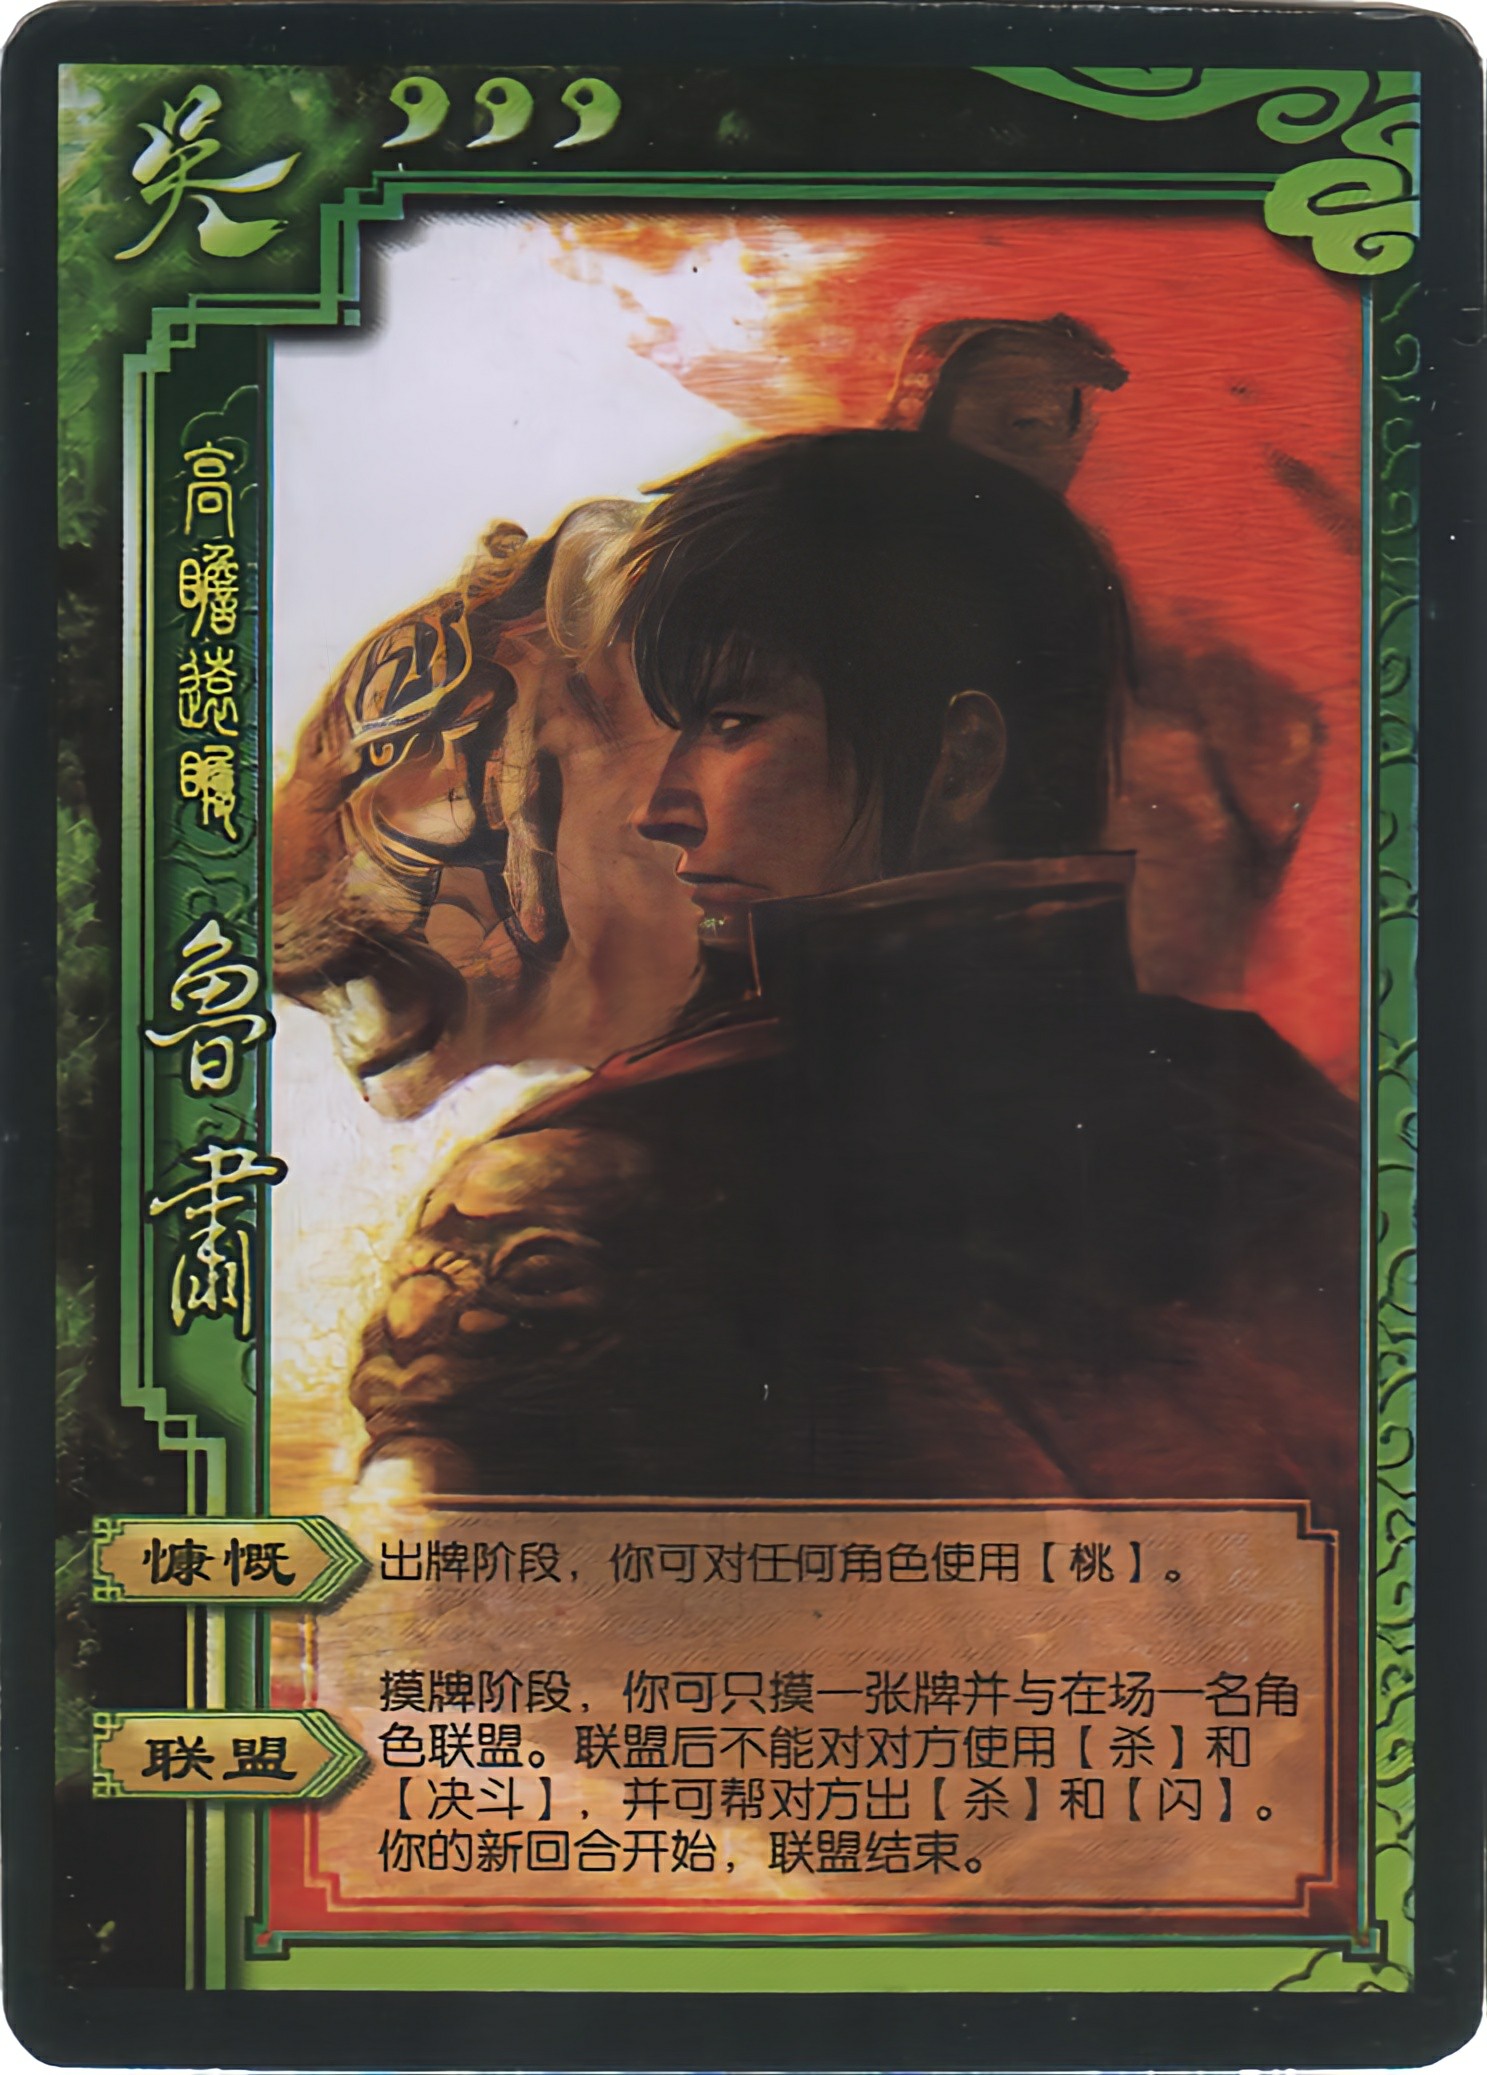 吴
高瞻远瞩
鲁肃
慷慨
出牌阶段，你可对任何角色使用【桃】。
联盟
摸牌阶段，你可只摸一张牌并与在场一名角
色联盟。联盟后不能对对方使用【杀】和
【决斗】，并可帮对方出【杀】和【闪】。
你的新回合开始，联盟结束。